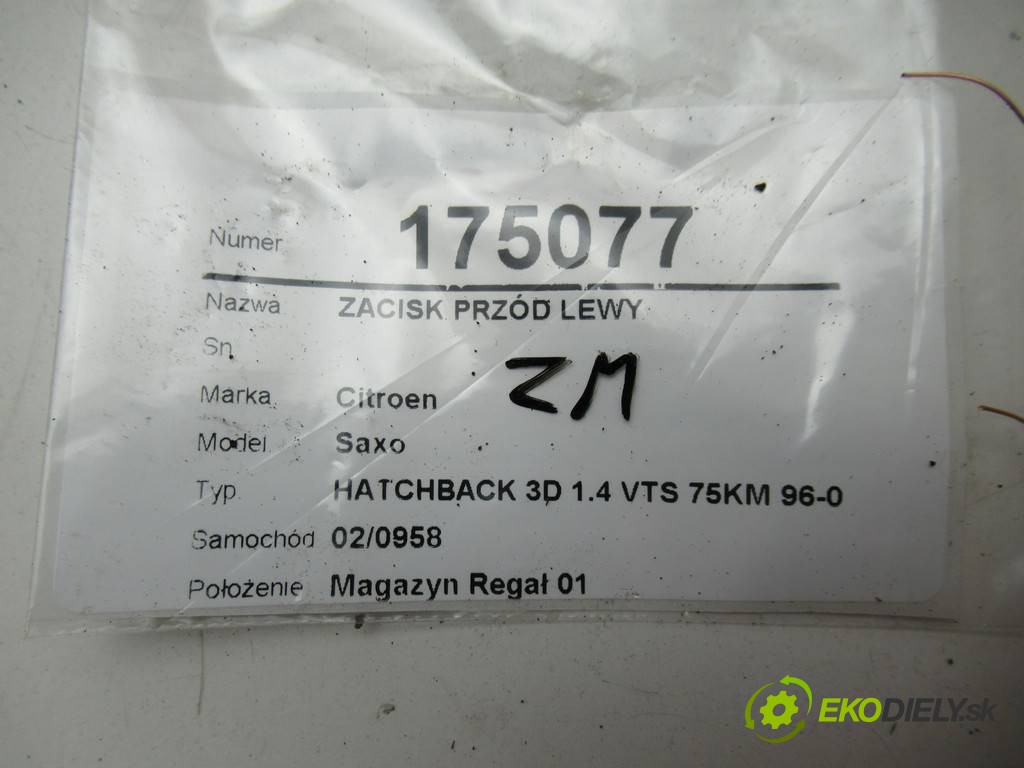 Numer 175077
Nazwa ZACISK PRZÓD LEWY
Sn
ZM
Marka Citroen
Model Saxo
Typ HATCHBACK 3D 1.4 VTS 75KM 96-0
Samochód 02/0958
Położenie Magazyn Regał 01
EKODIELY.sk